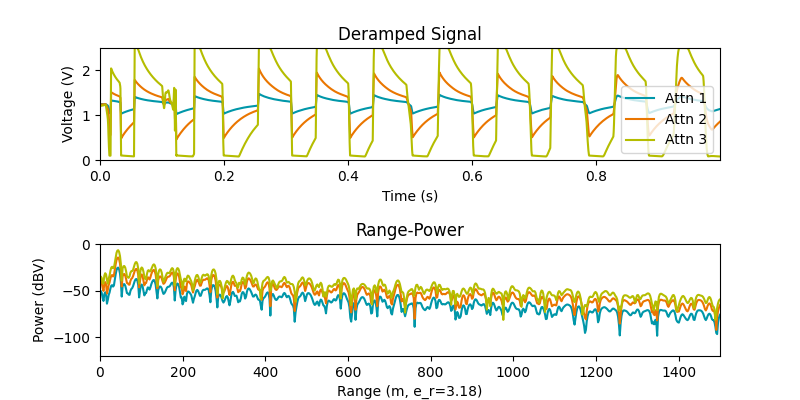 Deramped Signal
Voltage (V)
2
1
0
0.0 0.2 0.4 0.6 0.8
Time (s)
Attn 1
Attn 2
Attn 3
Range-Power
Power (dBV)
0
−50
−100
0 200 400 600 800 1000 1200 1400
Range (m, e_r=3.18)